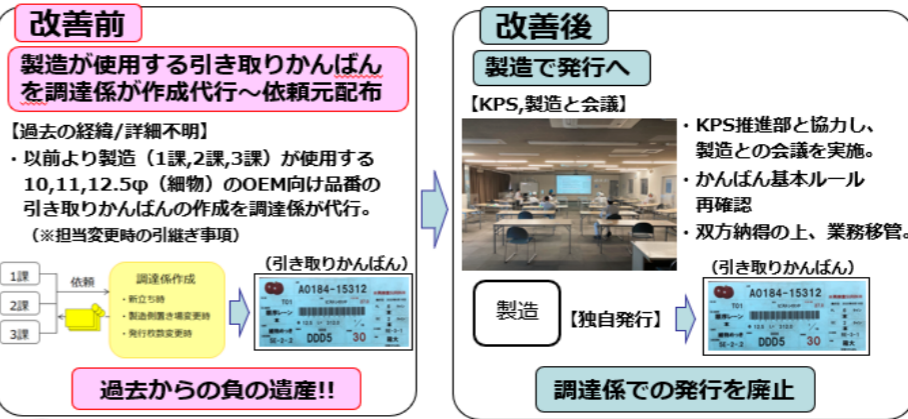 改善前
製造が使用する引き取りかんばん
を調達係が作成代行～依頼元配布
【過去の経緯/詳細不明】
・以前より製造（1課,2課,3課）が使用する
10,11,12.5φ（細物）のOEM向け品番の
引き取りかんばんの作成を調達係が代行。
（※担当変更時の引継ぎ事項）
（引き取りかんばん）
1課
2課
3課
依頼
調達係作成
・新立ち時
・製造側置き場変更時
・発行枚数変更時
A0184-15312
T01
5E-2-.2
DDD5
30
過去からの負の遺産!!
改善後
製造で発行へ
【KPS,製造と会議】
・KPS推進部と協力し、
製造との会議を実施。
・かんばん基本ルール
再確認
・双方納得の上、業務移管。
（引き取りかんばん）
製造
【独自発行】
A0184-15312
T01
5E-2-.2
DDD5
30
調達係での発行を廃止